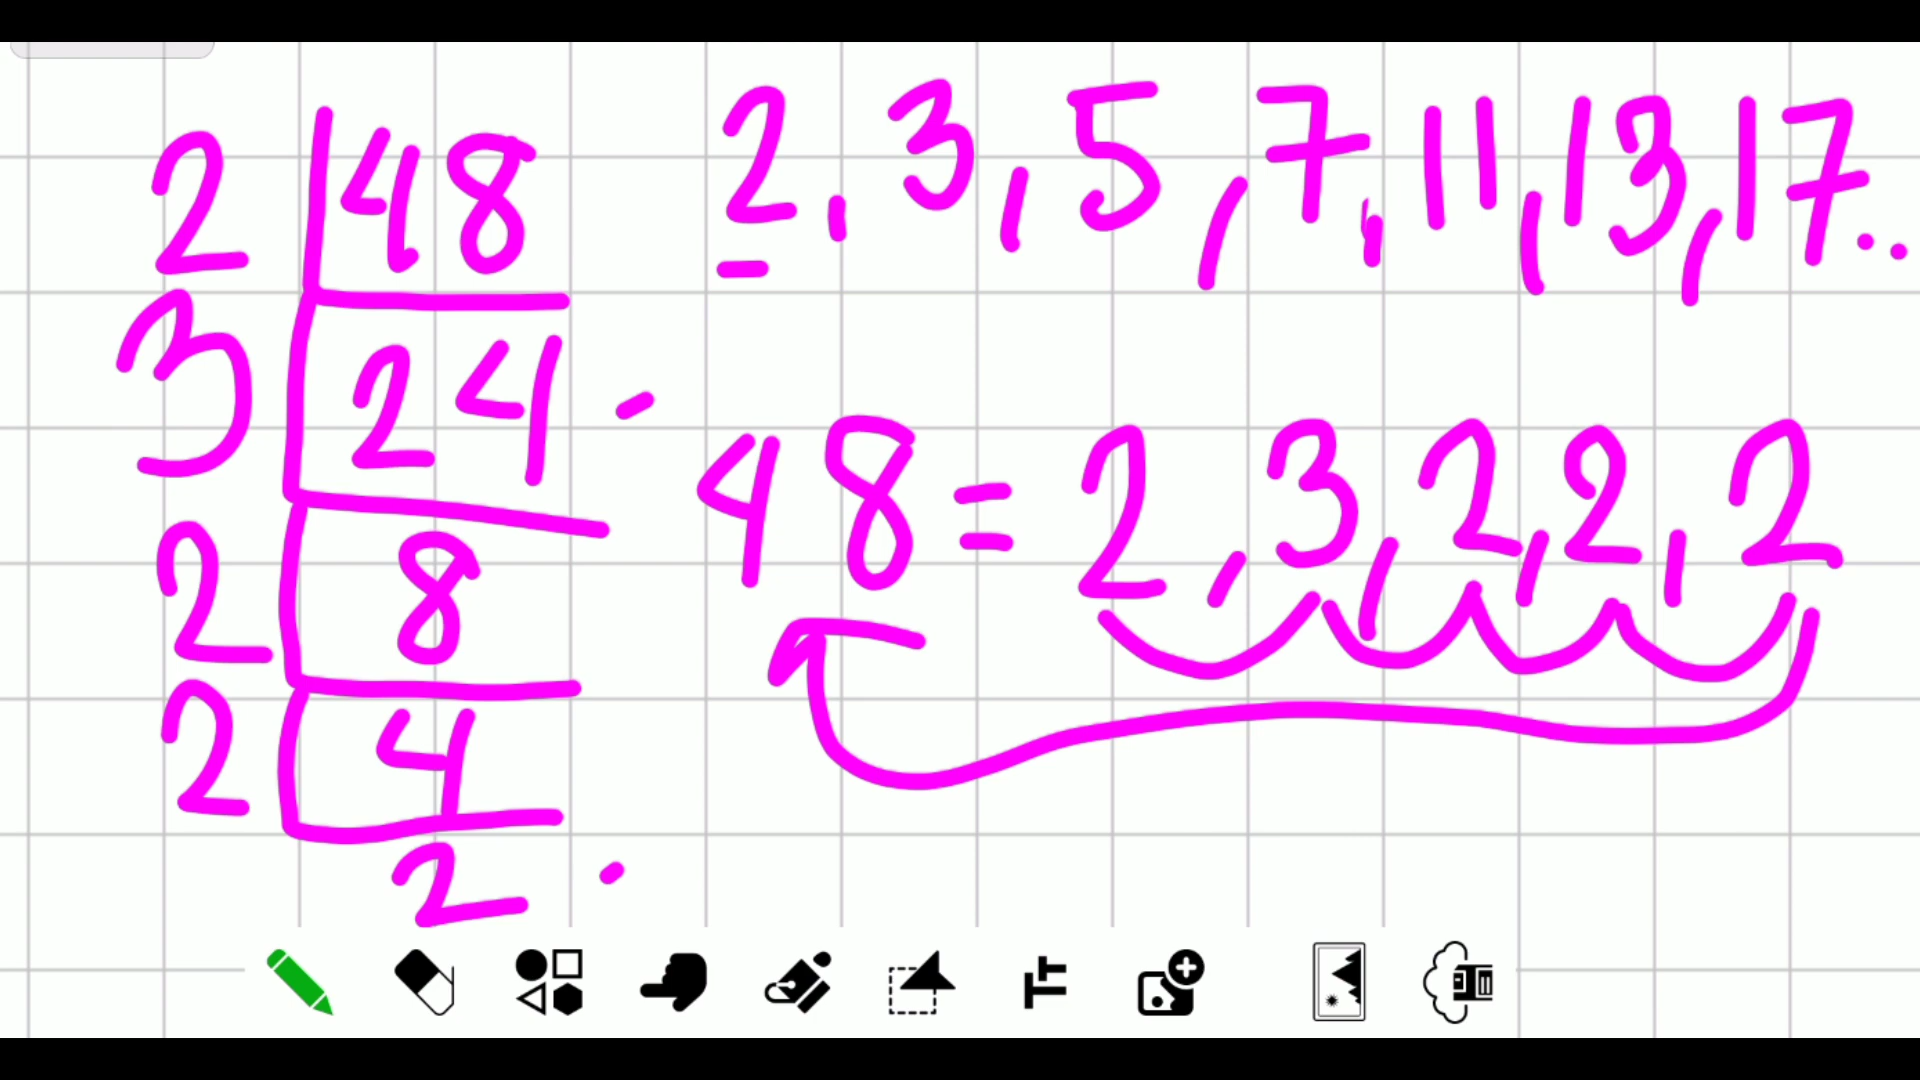 2 | 48
3 | 24 .
2 | 8
2 | 4
2 .
2, 3, 5, 7, 11, 13, 17..
48 = 2, 3, 2, 2, 2